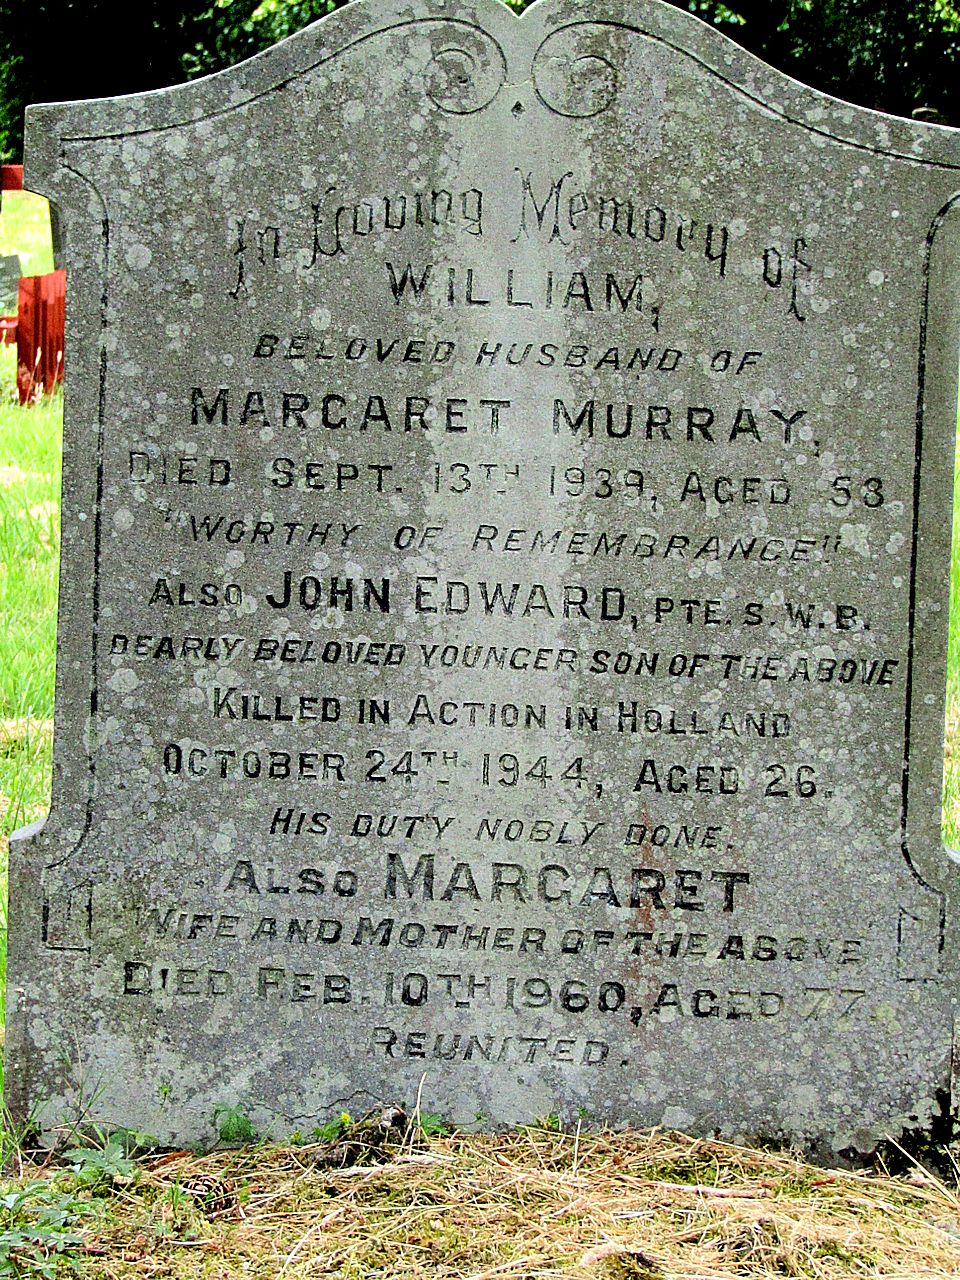 In Loving Memory of
WILLIAM,
BELOVED HUSBAND OF
MARGARET MURRAY,
DIED SEPT. 13TH 1939, AGED 53
"WORTHY OF REMEMBRANCE"
ALSO JOHN EDWARD, PTE. S.W.B.
DEARLY BELOVED YOUNGER SON OF THE ABOVE
KILLED IN ACTION IN HOLLAND
OCTOBER 24TH 1944, AGED 26.
HIS DUTY NOBLY DONE.
ALSO MARGARET
WIFE AND MOTHER OF THE ABOVE
DIED FEB. 10TH 1960, AGED 77.
REUNITED.